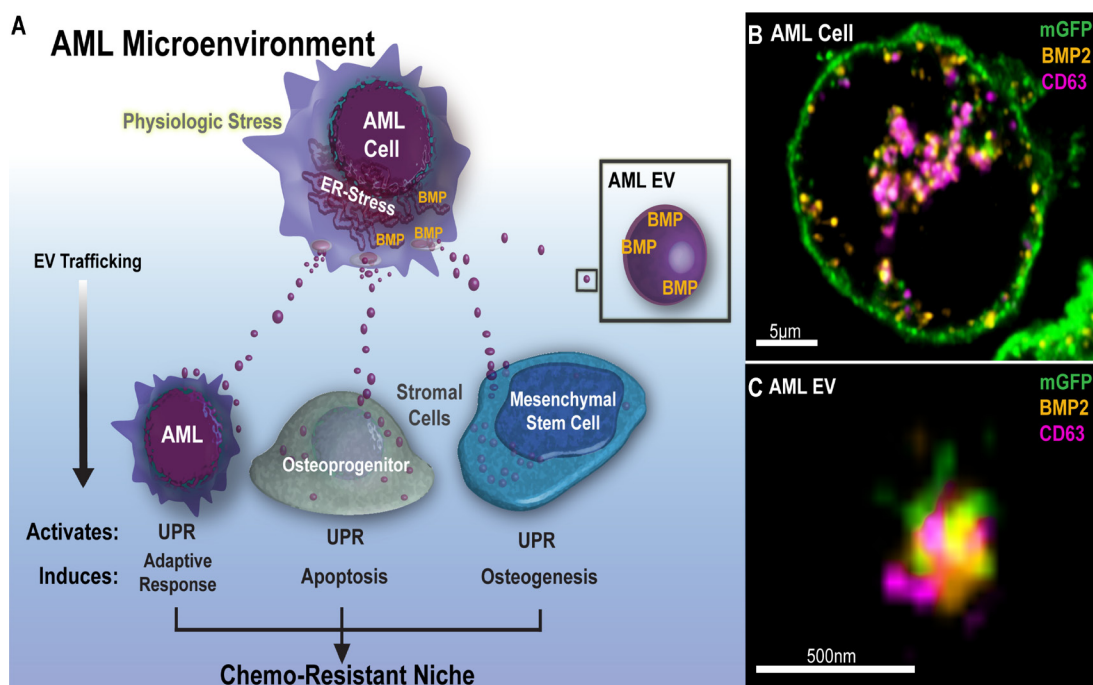 A
AML Microenvironment
Physiologic Stress
AML
Cell
ER-Stress
BMP
BMP
BMP
AML EV
BMP
BMP
BMP
EV Trafficking
AML
Osteoprogenitor
Stromal
Cells
Mesenchymal
Stem Cell
Activates:
UPR
UPR
UPR
Induces:
Adaptive
Response
Apoptosis
Osteogenesis
Chemo-Resistant Niche
B AML Cell
mGFP
BMP2
CD63
5µm
C AML EV
mGFP
BMP2
CD63
500nm